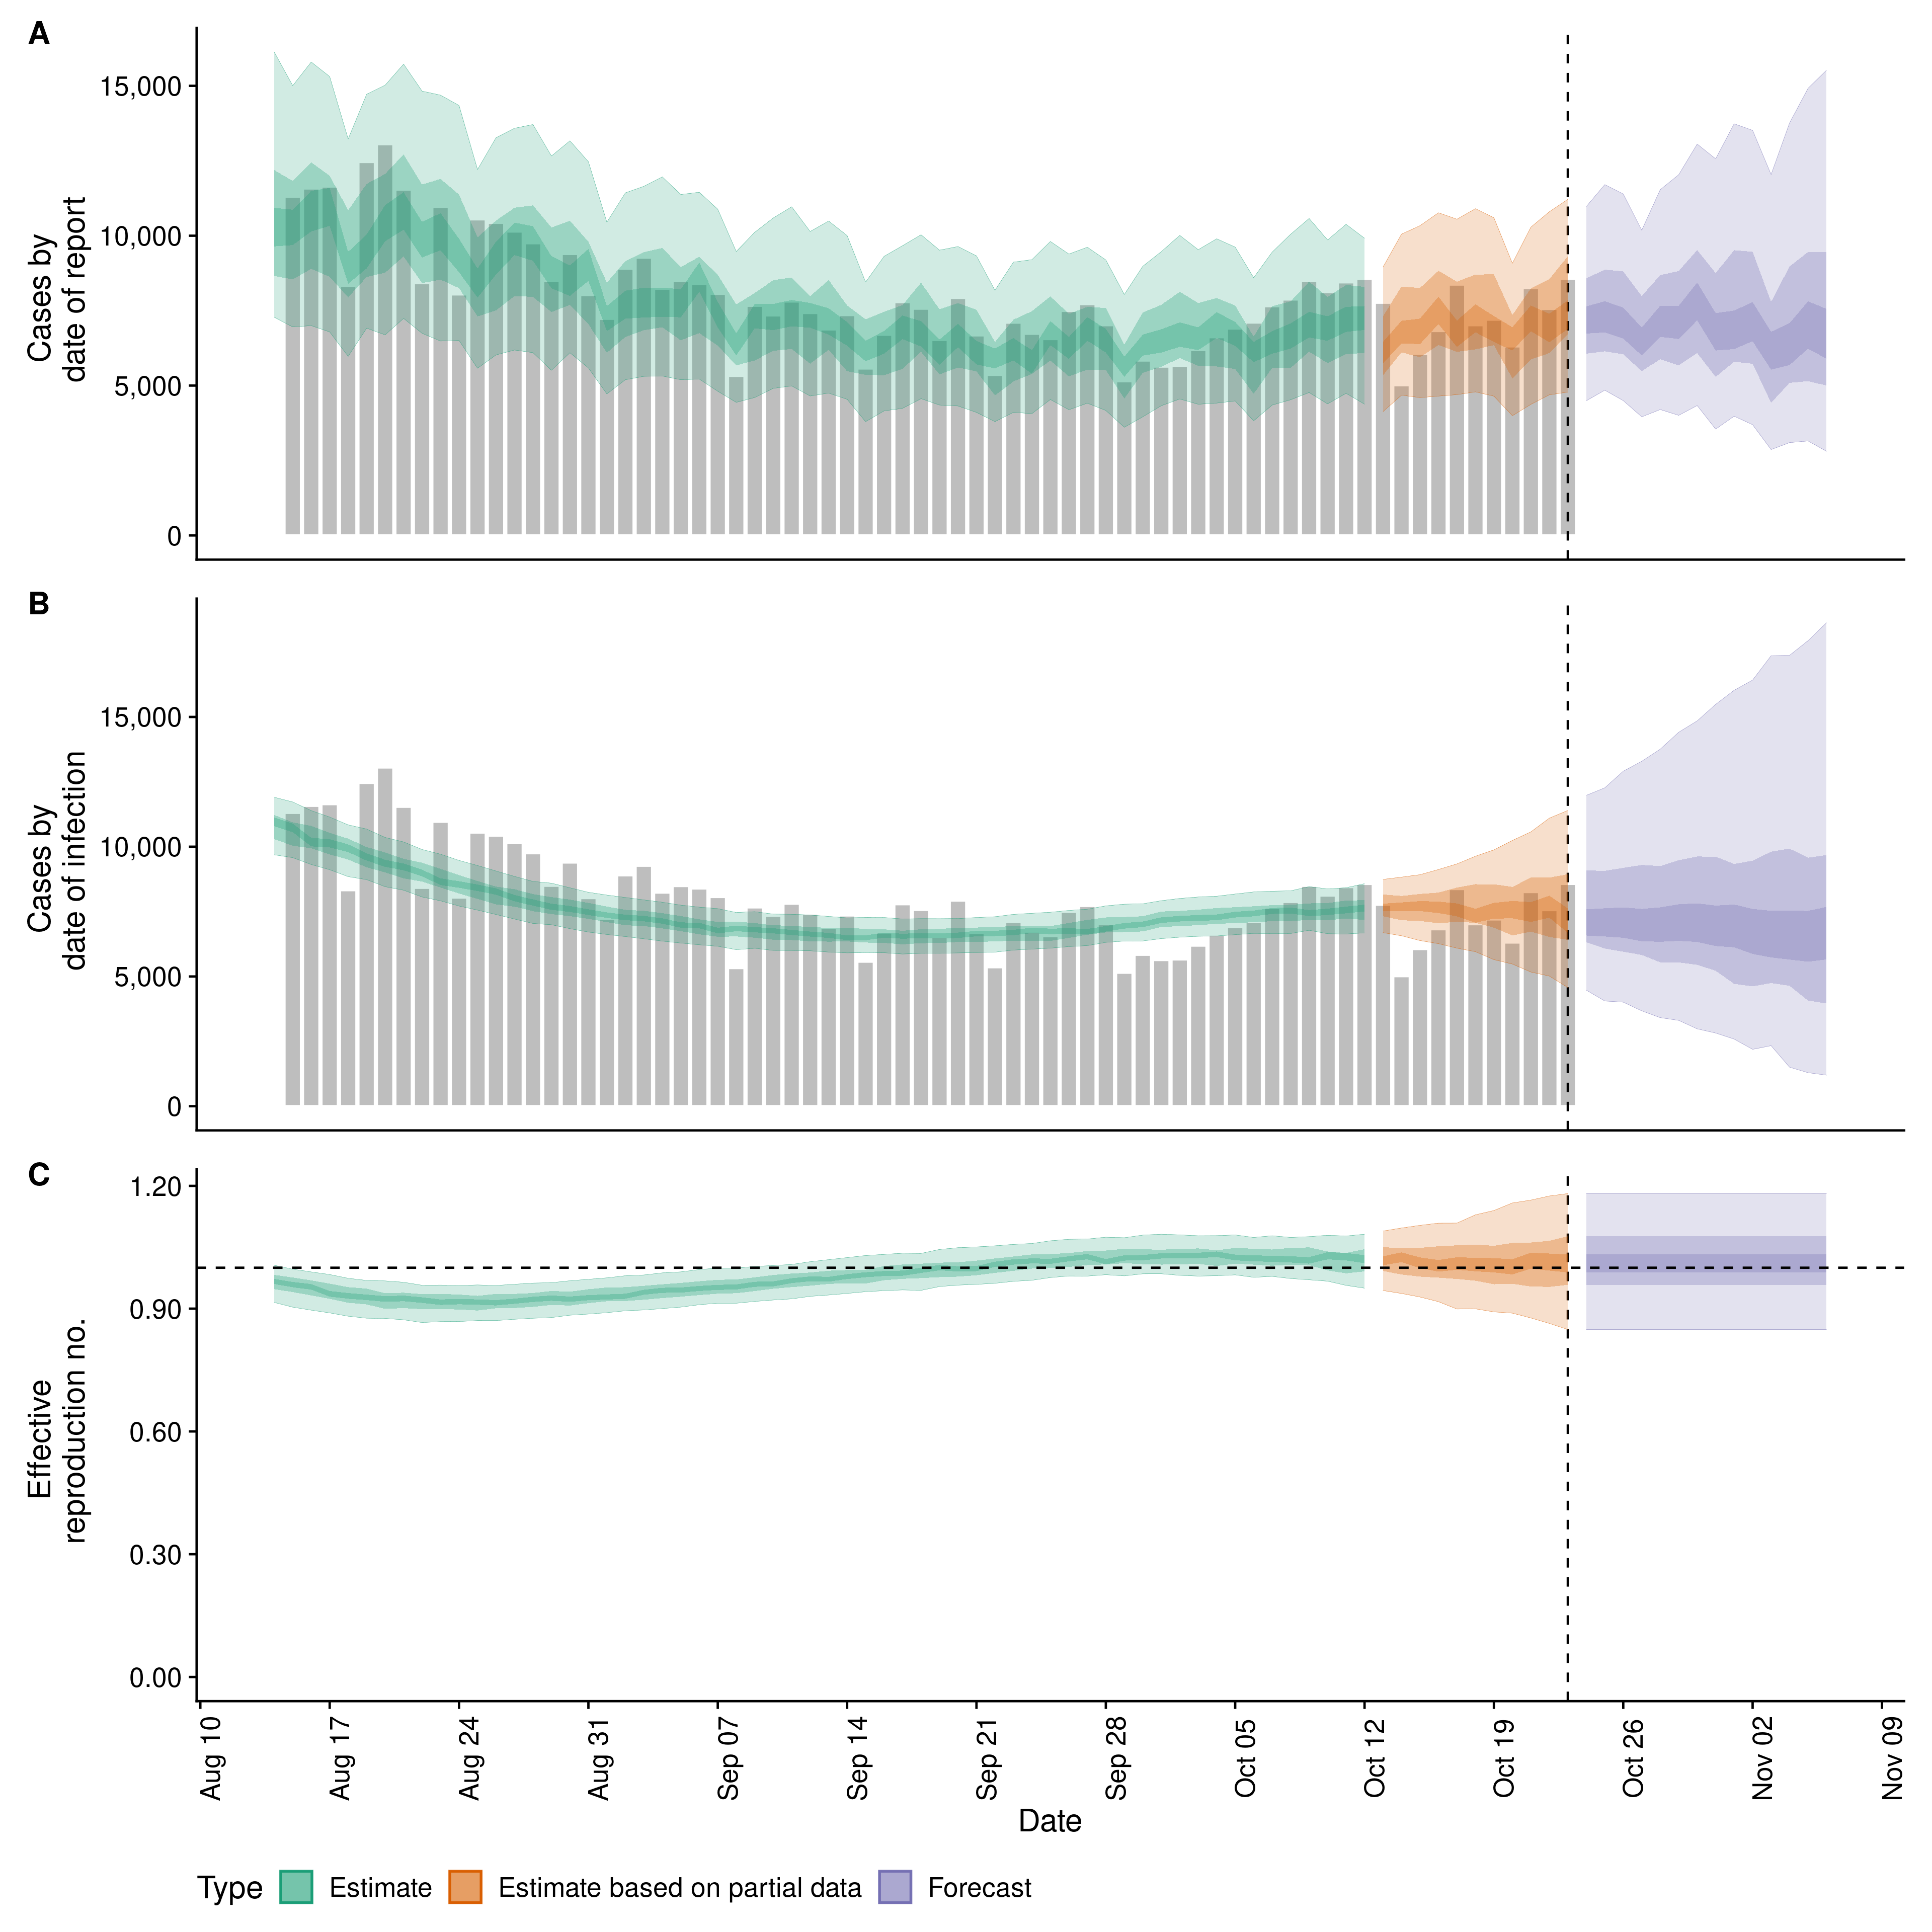 A
15,000
10,000
5,000
0
Cases by
date of report
B
15,000
10,000
5,000
0
Cases by
date of infection
C
1.20
0.90
0.60
0.30
0.00
Effective
reproduction no.
Aug 10
Aug 17
Aug 24
Aug 31
Sep 07
Sep 14
Sep 21
Sep 28
Oct 05
Oct 12
Oct 19
Oct 26
Nov 02
Nov 09
Date
Type Estimate Estimate based on partial data Forecast